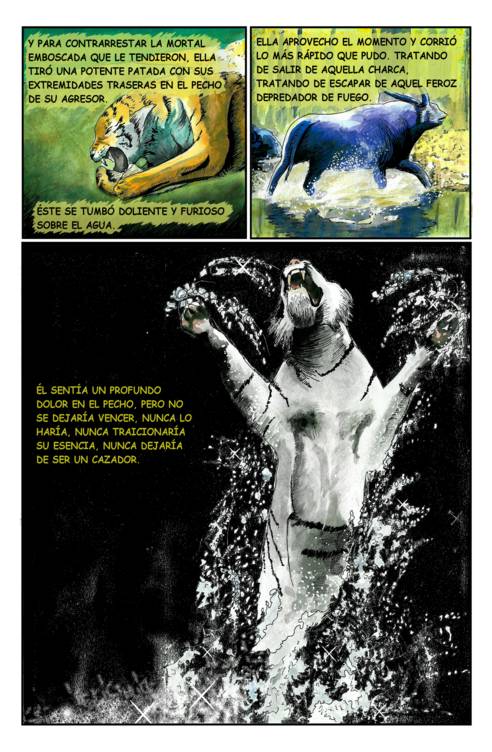 Y PARA CONTRARRESTAR LA MORTAL
EMBOSCADA QUE LE TENDIERON, ELLA
TIRÓ UNA POTENTE PATADA CON SUS
EXTREMIDADES TRASERAS EN EL PECHO
DE SU AGRESOR.
ÉSTE SE TUMBÓ DOLIENTE Y FURIOSO
SOBRE EL AGUA.
ELLA APROVECHO EL MOMENTO Y CORRIÓ
LO MÁS RÁPIDO QUE PUDO. TRATANDO
DE SALIR DE AQUELLA CHARCA,
TRATANDO DE ESCAPAR DE AQUEL FEROZ
DEPREDADOR DE FUEGO.
ÉL SENTÍA UN PROFUNDO
DOLOR EN EL PECHO, PERO NO
SE DEJARÍA VENCER, NUNCA LO
HARÍA, NUNCA TRAICIONARÍA
SU ESENCIA, NUNCA DEJARÍA
DE SER UN CAZADOR.